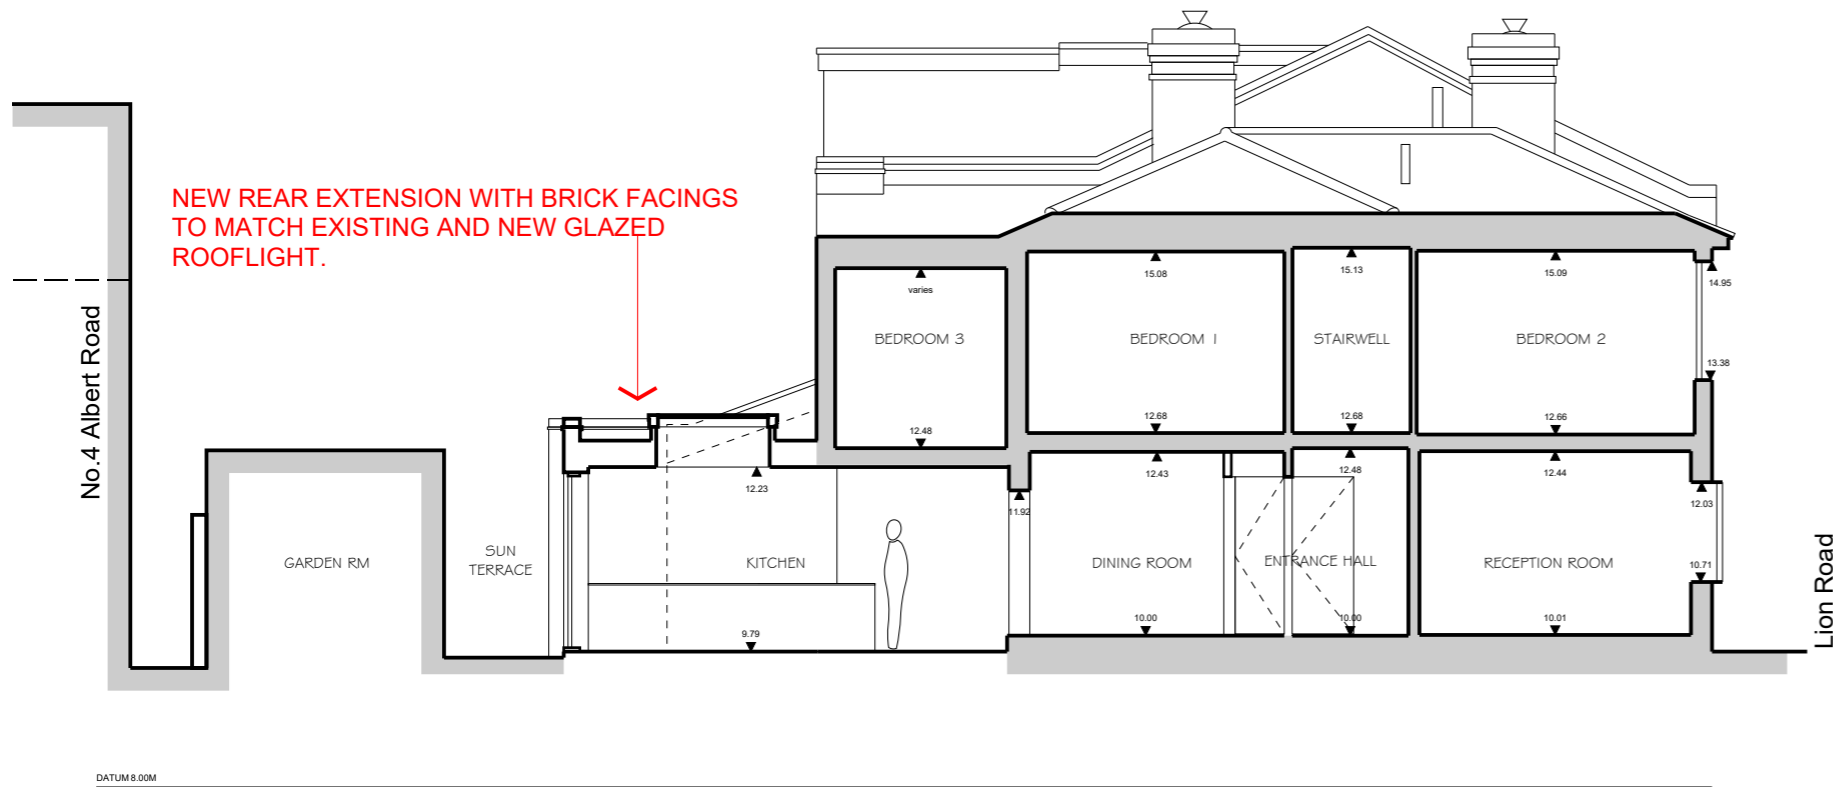 NEW REAR EXTENSION WITH BRICK FACINGS
TO MATCH EXISTING AND NEW GLAZED
ROOFLIGHT.
No.4 Albert Road
15.08
15.13
15.09
14.95
varies
BEDROOM 3
BEDROOM 1
STAIRWELL
BEDROOM 2
13.38
12.68
12.68
12.66
12.48
12.43
12.48
12.44
12.23
11.92
12.03
GARDEN RM
SUN
TERRACE
KITCHEN
DINING ROOM
ENTRANCE HALL
RECEPTION ROOM
10.71
9.79
10.00
10.00
10.01
Lion Road
DATUM 8.00M